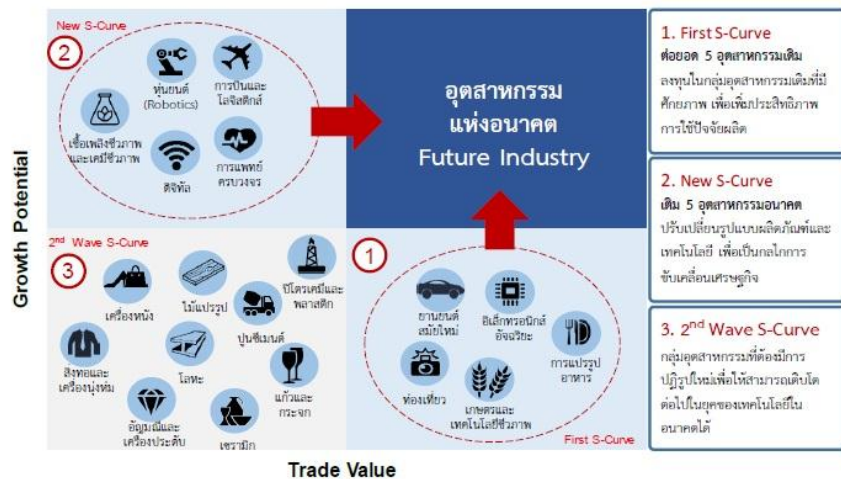 New S-Curve
2
หุ่นยนต์
(Robotics)
การบินและ
โลจิสติกส์
เชื้อเพลิงชีวภาพ
และเคมีชีวภาพ
ดิจิทัล
การแพทย์
ครบวงจร
อุตสาหกรรม
แห่งอนาคต
Future Industry
Growth Potential
2nd Wave S-Curve
3
เครื่องหนัง
ไม้แปรรูป
ปิโตรเคมีและ
พลาสติก
ปูนซีเมนต์
สิ่งทอและ
เครื่องนุ่งห่ม
โลหะ
แก้วและ
กระจก
อัญมณีและ
เครื่องประดับ
เซรามิก
1
ยานยนต์
สมัยใหม่
อิเล็กทรอนิกส์
อัจฉริยะ
การแปรรูป
อาหาร
ท่องเที่ยว
เกษตรและ
เทคโนโลยีชีวภาพ
First S-Curve
Trade Value
1. First S-Curve
ต่อยอด 5 อุตสาหกรรมเดิม
ลงทุนในกลุ่มอุตสาหกรรมเดิมที่มี
ศักยภาพ เพื่อเพิ่มประสิทธิภาพ
การใช้ปัจจัยผลิต
2. New S-Curve
เติม 5 อุตสาหกรรมอนาคต
ปรับเปลี่ยนรูปแบบผลิตภัณฑ์และ
เทคโนโลยี เพื่อเป็นกลไกการ
ขับเคลื่อนเศรษฐกิจ
3. 2nd Wave S-Curve
กลุ่มอุตสาหกรรมที่ต้องมีการ
ปฏิรูปใหม่เพื่อให้สามารถเติบโต
ต่อไปในยุคของเทคโนโลยีใน
อนาคตได้